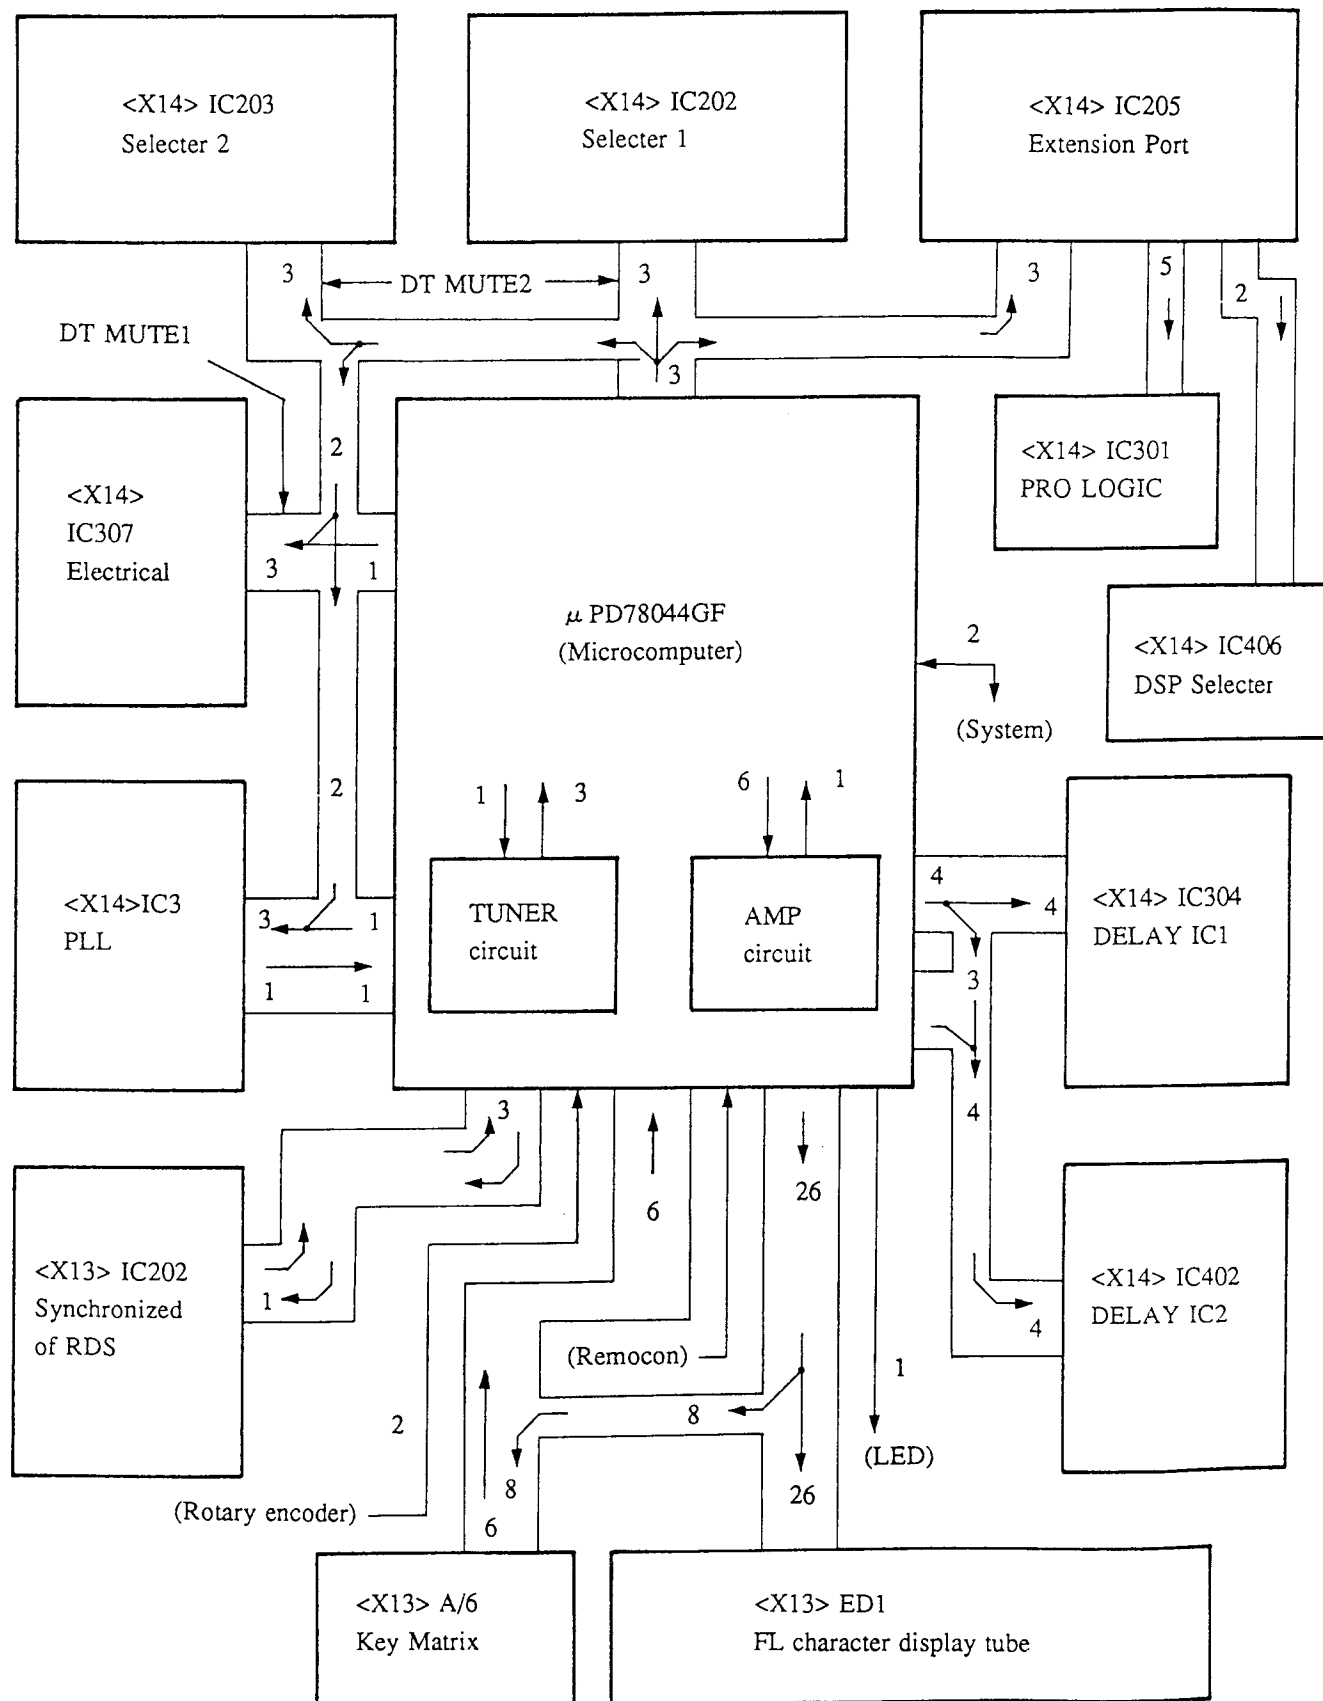 <X14> IC203
Selecter 2
<X14> IC202
Selecter 1
<X14> IC205
Extension Port
3
DT MUTE2
3
3
5
2
DT MUTE1
3
2
<X14>
IC307
Electrical
3
1
<X14> IC301
PRO LOGIC
μPD78044GF
(Microcomputer)
2
(System)
<X14> IC406
DSP Selecter
2
1
3
6
1
<X14>IC3
PLL
3
1
1
1
TUNER
circuit
AMP
circuit
4
4
3
4
<X14> IC304
DELAY IC1
3
6
26
<X13> IC202
Synchronized
of RDS
1
<X14> IC402
DELAY IC2
4
(Remocon)
1
2
8
(LED)
8
26
(Rotary encoder)
6
<X13> A/6
Key Matrix
<X13> ED1
FL character display tube